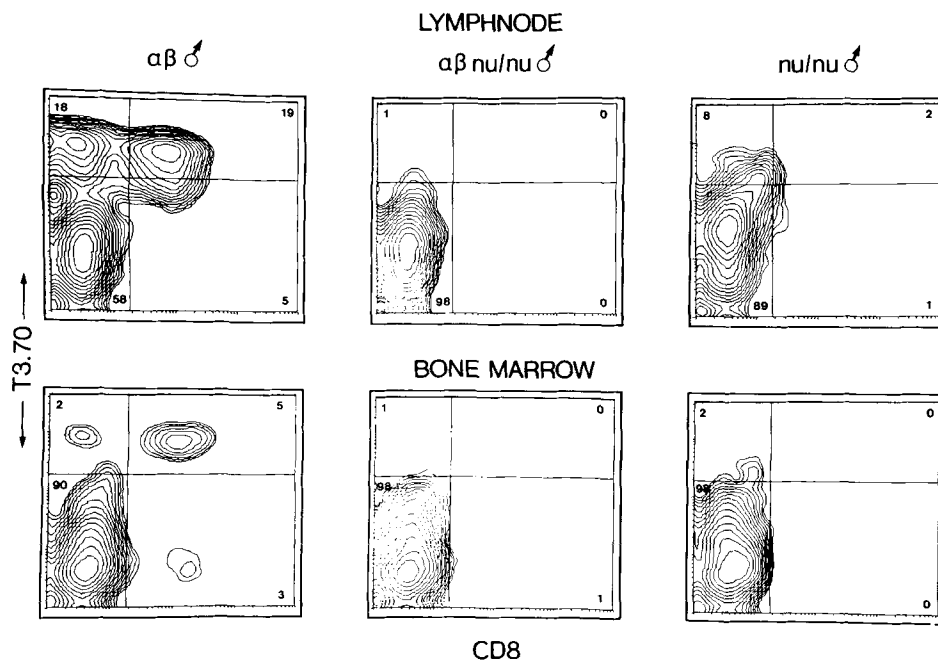 LYMPHNODE
αβ ♂
αβ nu/nu ♂
nu/nu ♂
18 19
58 5
1 0
98 0
8 2
89 1
← T3.70 →
BONE MARROW
2 5
90 3
1 0
98 1
2 0
98 0
CD8